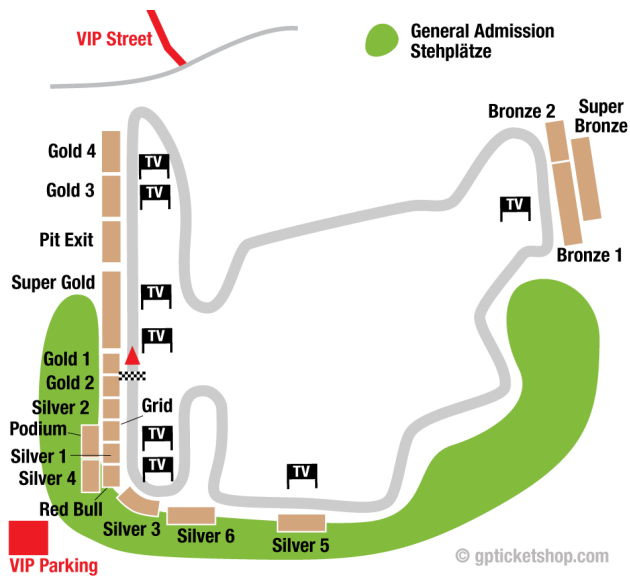 VIP Street
General Admission
Stehplätze
Bronze 2
Super
Bronze
Gold 4
TV
Gold 3
TV
TV
Pit Exit
Bronze 1
Super Gold
TV
TV
Gold 1
Gold 2
Silver 2
Grid
Podium
TV
Silver 1
TV
TV
Silver 4
Red Bull
Silver 3
Silver 6
Silver 5
VIP Parking
© gpticketshop.com